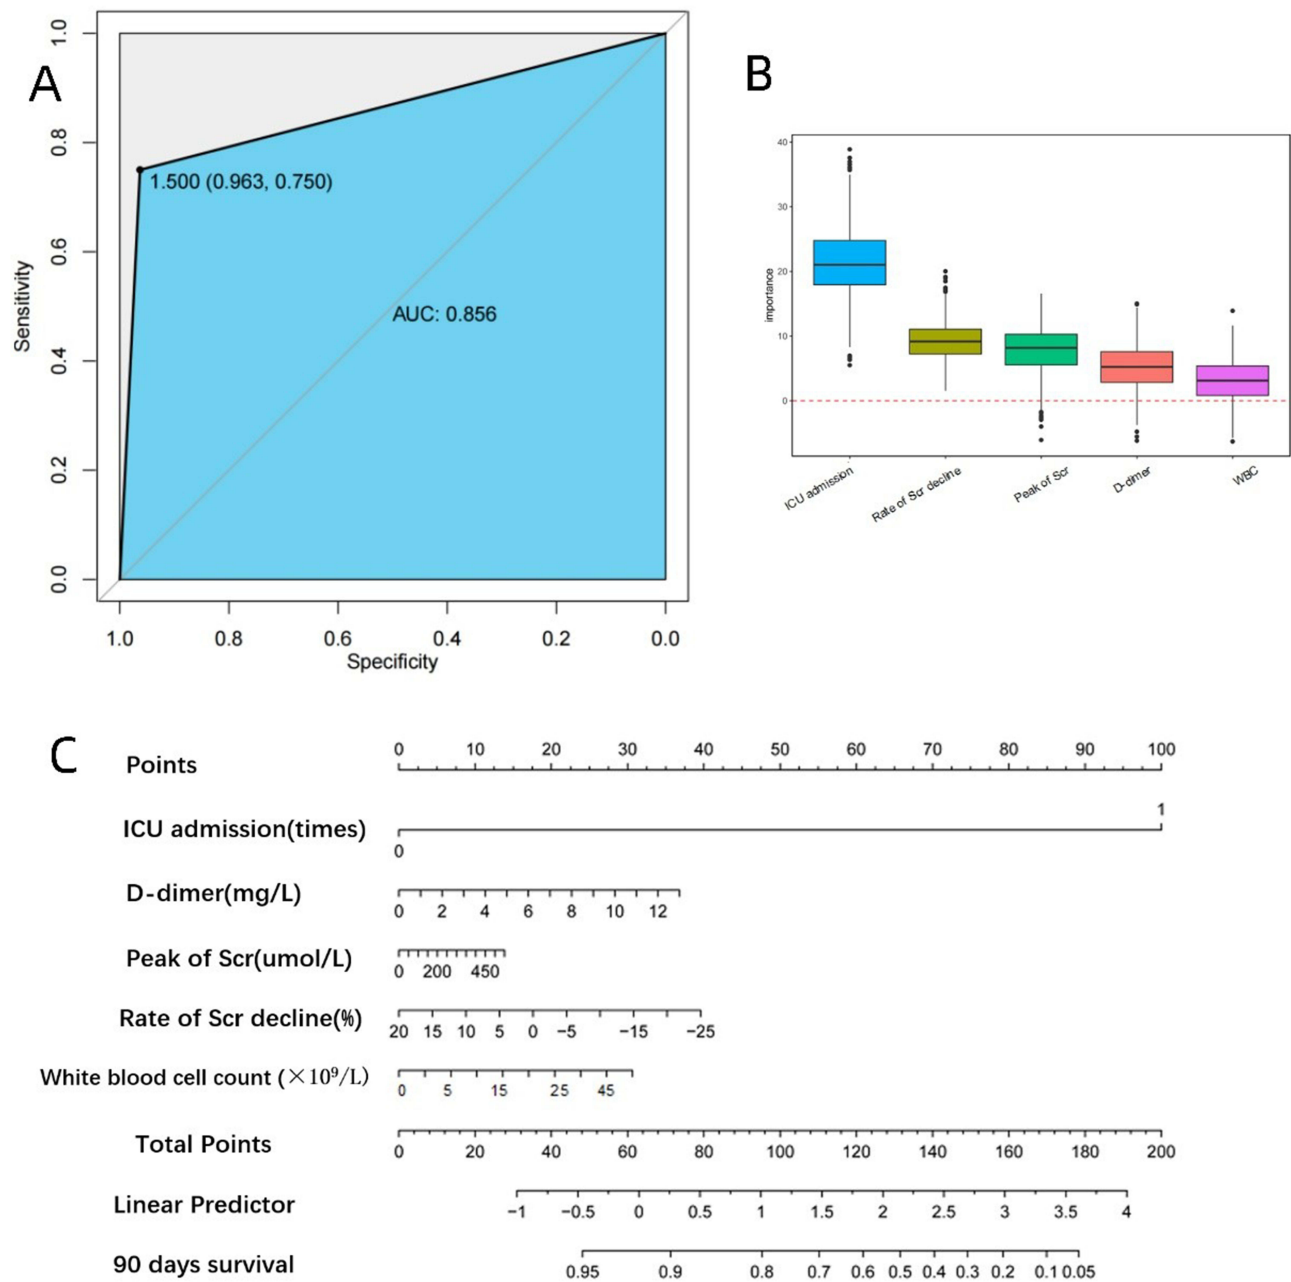 A
1.0
0.8
0.6
0.4
0.2
0.0
Sensitivity
1.500 (0.963, 0.750)
AUC: 0.856
1.0 0.8 0.6 0.4 0.2 0.0
Specificity
B
40
30
20
10
0
importance
ICU admission
Rate of Scr decline
Peak of Scr
D-dimer
WBC
C
Points
0 10 20 30 40 50 60 70 80 90 100
ICU admission(times)
1
0
D-dimer(mg/L)
0 2 4 6 8 10 12
Peak of Scr(umol/L)
0 200 450
Rate of Scr decline(%)
20 15 10 5 0 −5 −15 −25
White blood cell count (×10⁹/L)
0 5 15 25 45
Total Points
0 20 40 60 80 100 120 140 160 180 200
Linear Predictor
−1 −0.5 0 0.5 1 1.5 2 2.5 3 3.5 4
90 days survival
0.95 0.9 0.8 0.7 0.6 0.5 0.4 0.3 0.2 0.1 0.05